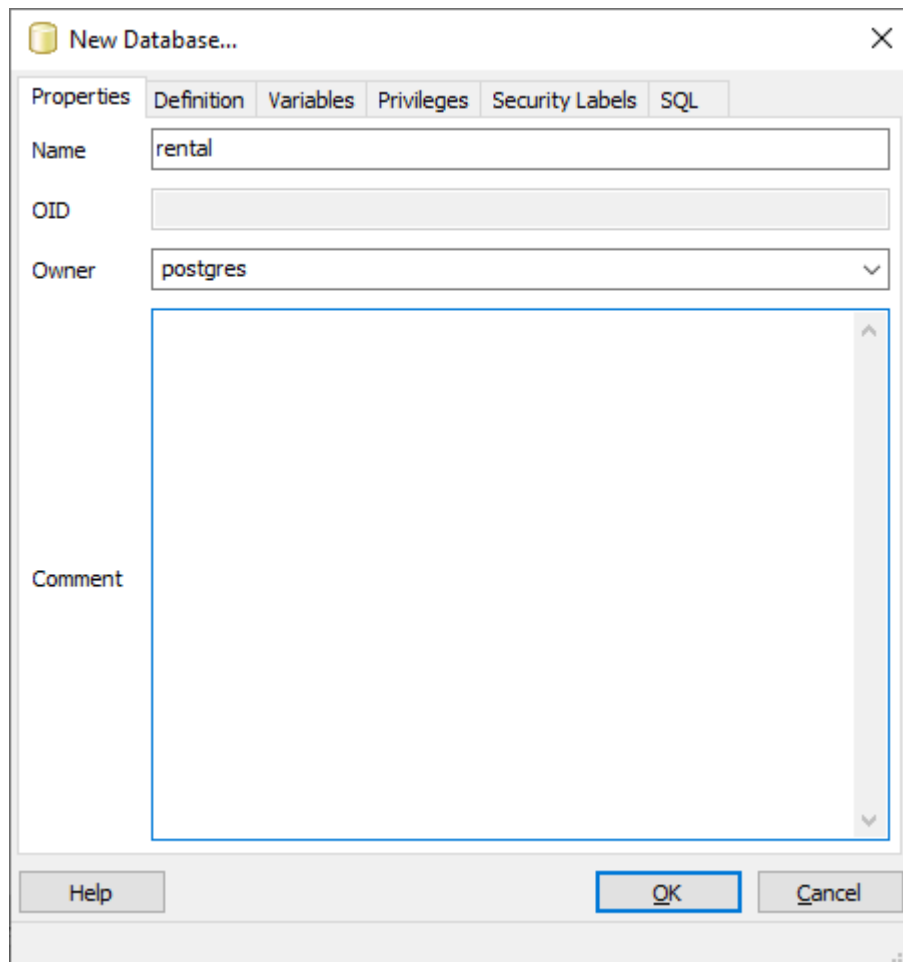 New Database...
Properties Definition Variables Privileges Security Labels SQL
Name rental
OID
Owner postgres
Comment
Help OK Cancel